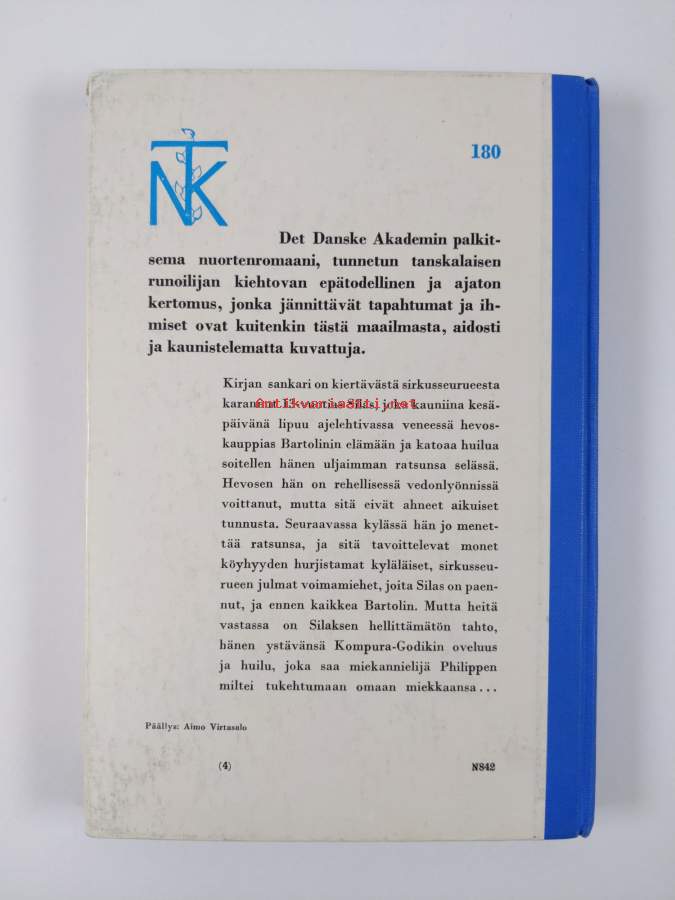 NTK
180
Det Danske Akademin palkit-
sema nuortenromaani, tunnetun tanskalaisen
runoilijan kiehtovan epätodellinen ja ajaton
kertomus, jonka jännittävät tapahtumat ja ih-
miset ovat kuitenkin tästä maailmasta, aidosti
ja kaunistelematta kuvattuja.
Kirjan sankari on kiertävästä sirkusseurueesta
Antikvariaatti.net
päivänä lipuu ajelehtivassa veneessä hevos-
kauppias Bartolinin elämään ja katoaa huilua
soitellen hänen uljaimman ratsunsa selässä.
Hevosen hän on rehellisessä vedonlyönnissä
voittanut, mutta sitä eivät ahneet aikuiset
tunnusta. Seuraavassa kylässä hän jo menet-
tää ratsunsa, ja sitä tavoittelevat monet
köyhyyden hurjistamat kyläläiset, sirkusseu-
rueen julmat voimamiehet, joita Silas on paen-
nut, ja ennen kaikkea Bartolin. Mutta heitä
vastassa on Silaksen hellittämätön tahto,
hänen ystävänsä Kompura-Godikin oveluus
ja huilu, joka saa miekannielijä Philippen
miltei tukehtumaan omaan miekkaansa...
Päällys: Aimo Virtasalo
(4)
N842